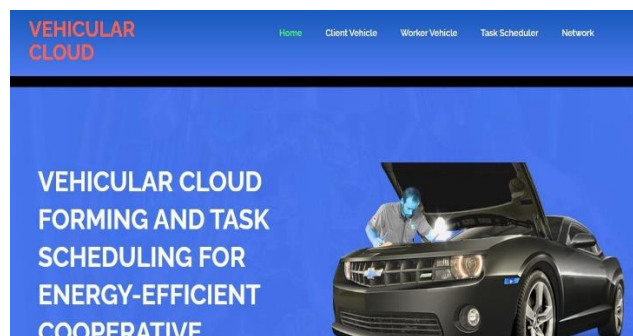 VEHICULAR
CLOUD
Home Client Vehicle Worker Vehicle Task Scheduler Network
VEHICULAR CLOUD
FORMING AND TASK
SCHEDULING FOR
ENERGY-EFFICIENT
COOPERATIVE